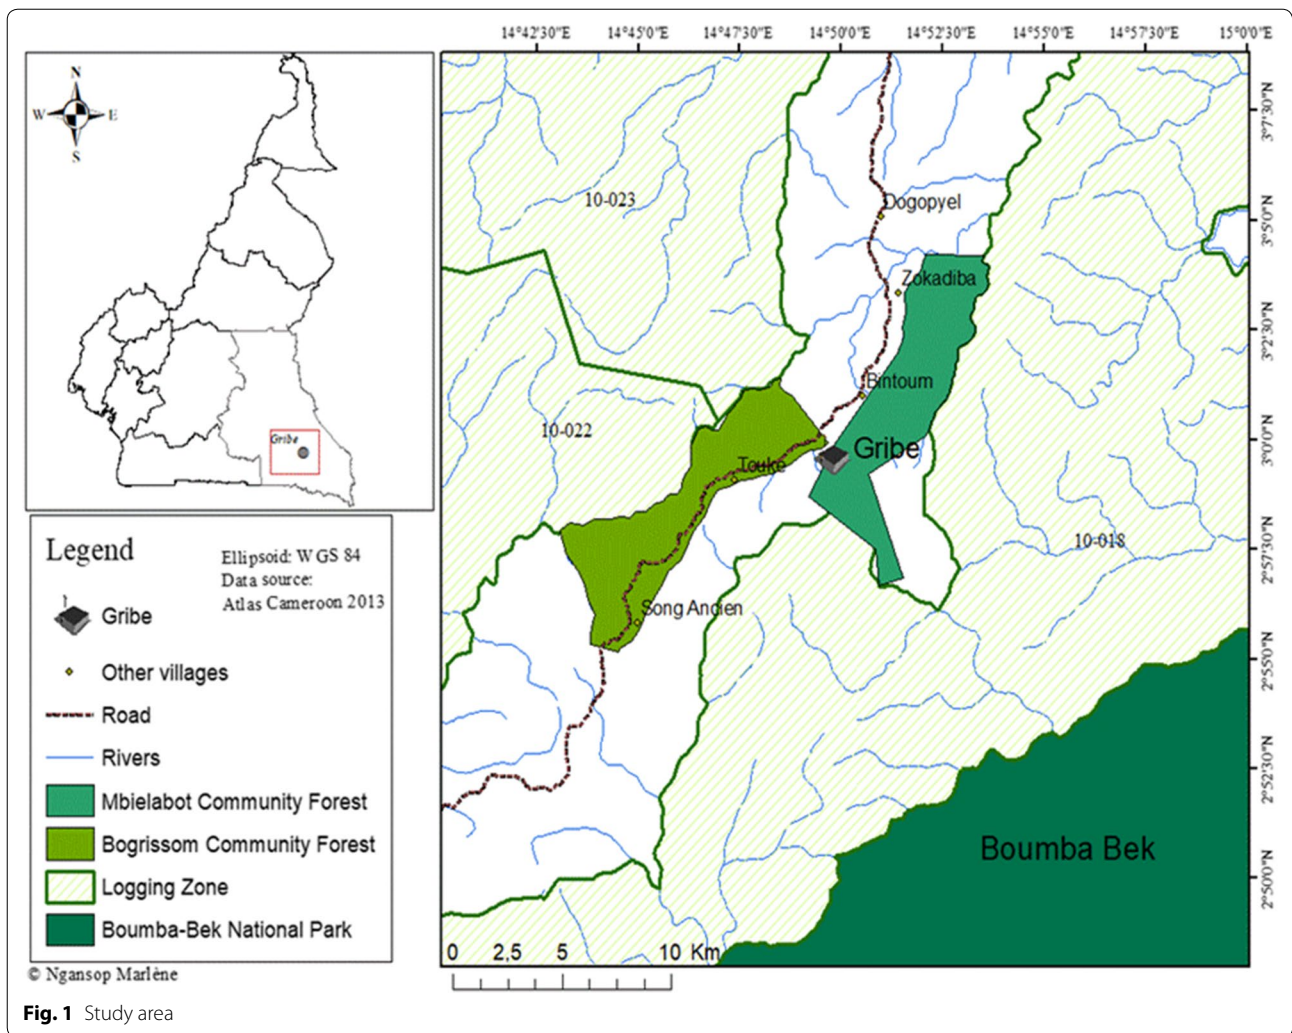 14°42'30"E 14°45'0"E 14°47'30"E 14°50'0"E 14°52'30"E 14°55'0"E 14°57'30"E 15°0'0"E
N
W E
S
Gribe
3°7'30"N
3°5'0"N
3°2'30"N
3°0'0"N
2°57'30"N
2°55'0"N
2°52'30"N
2°50'0"N
10-023
Dogopyel
Zokadiba
Bintoum
10-022
Gribe
Touke
10-018
Song Ancien
Boumba Bek
0 2,5 5 10 Km
Legend
Ellipsoid: WGS 84
Data source:
Atlas Cameroon 2013
Gribe
Other villages
Road
Rivers
Mbielabot Community Forest
Bogrissom Community Forest
Logging Zone
Boumba-Bek National Park
© Ngansop Marlène
Fig. 1 Study area